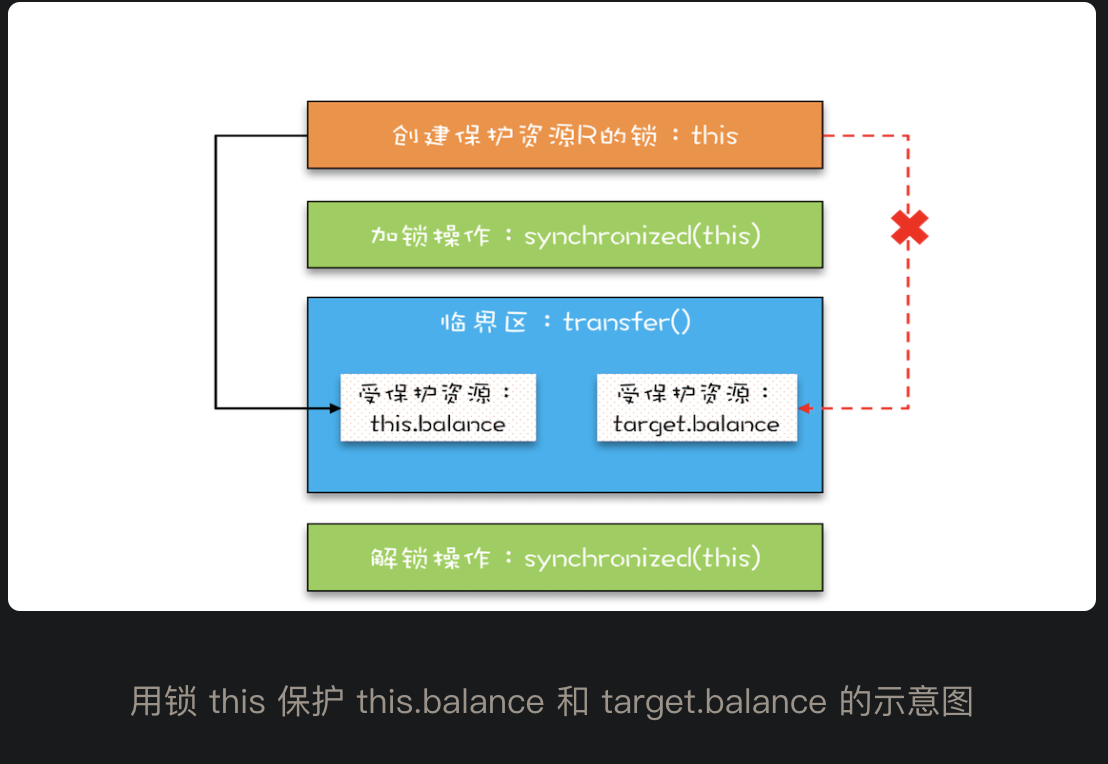 创建保护资源R的锁：this
加锁操作：synchronized(this)
临界区：transfer()
受保护资源：
this.balance
受保护资源：
target.balance
解锁操作：synchronized(this)
用锁 this 保护 this.balance 和 target.balance 的示意图